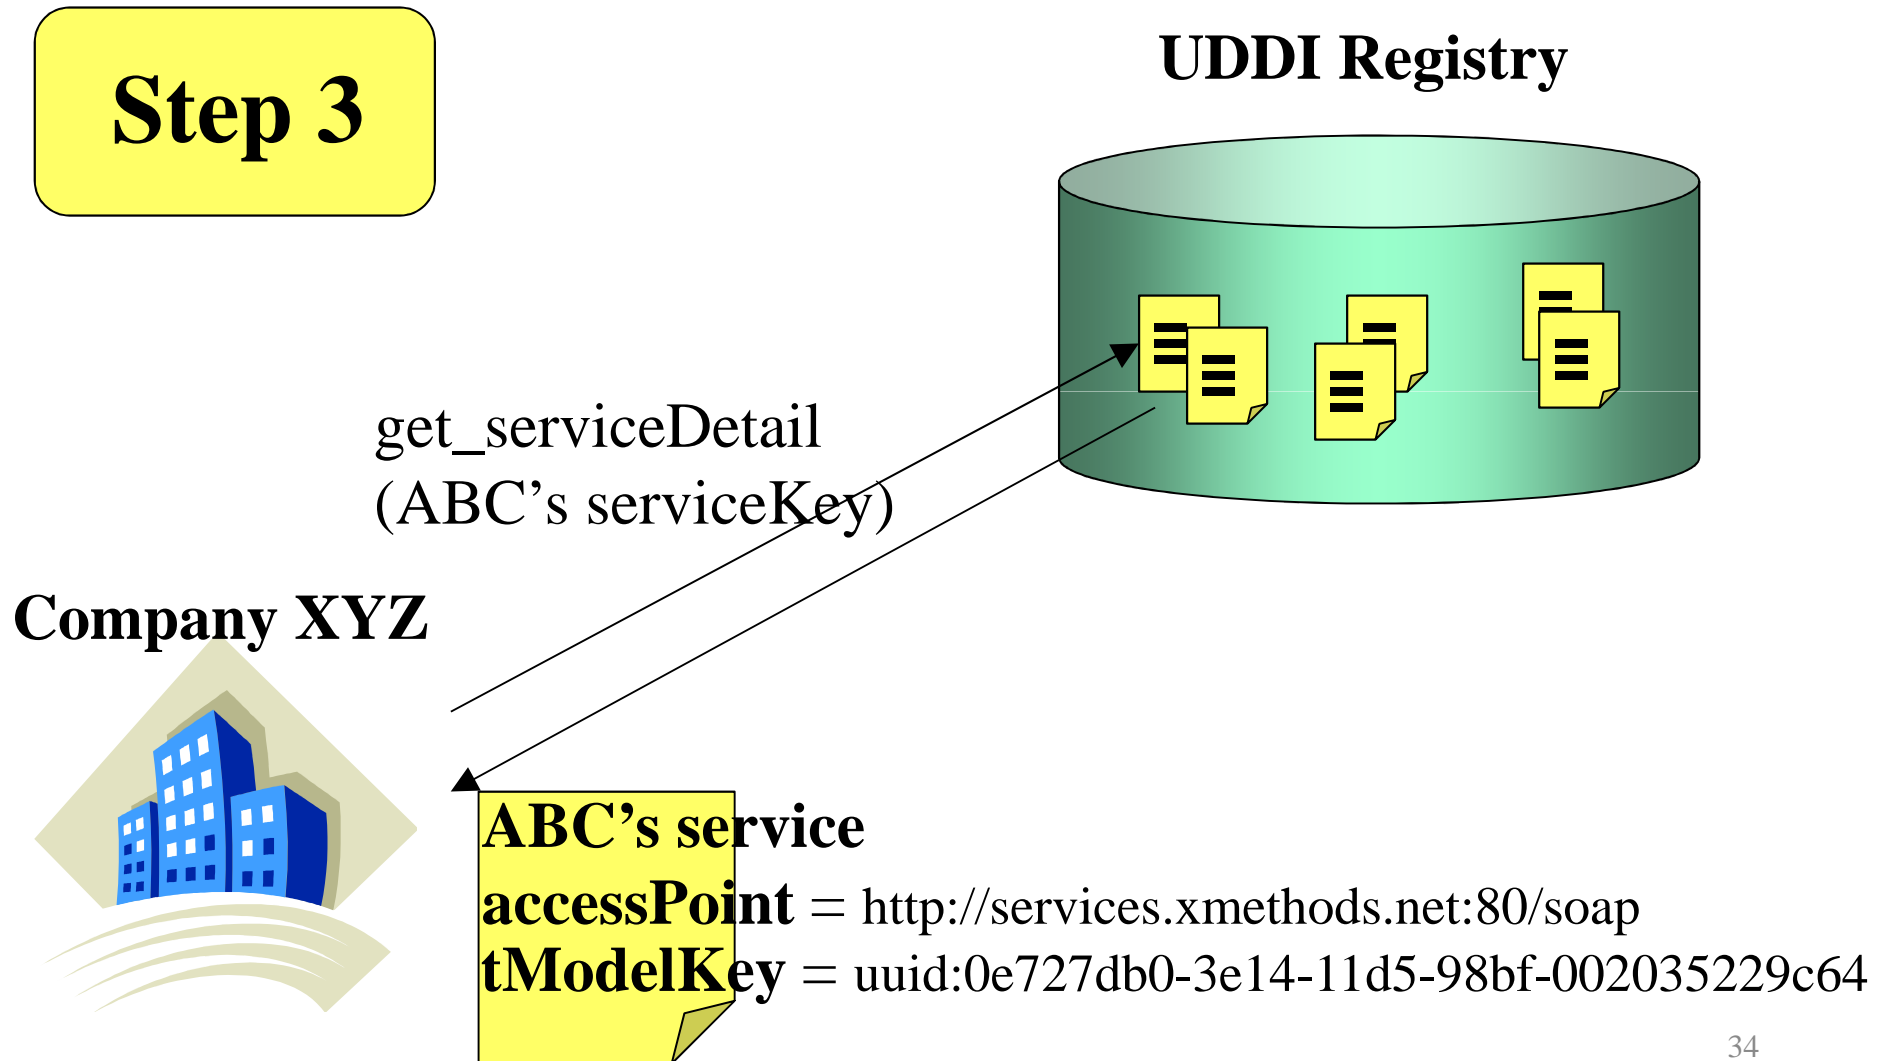 Step 3
UDDI Registry
get_serviceDetail
(ABC’s serviceKey)
Company XYZ
ABC’s service
accessPoint = http://services.xmethods.net:80/soap
tModelKey = uuid:0e727db0-3e14-11d5-98bf-002035229c64
34